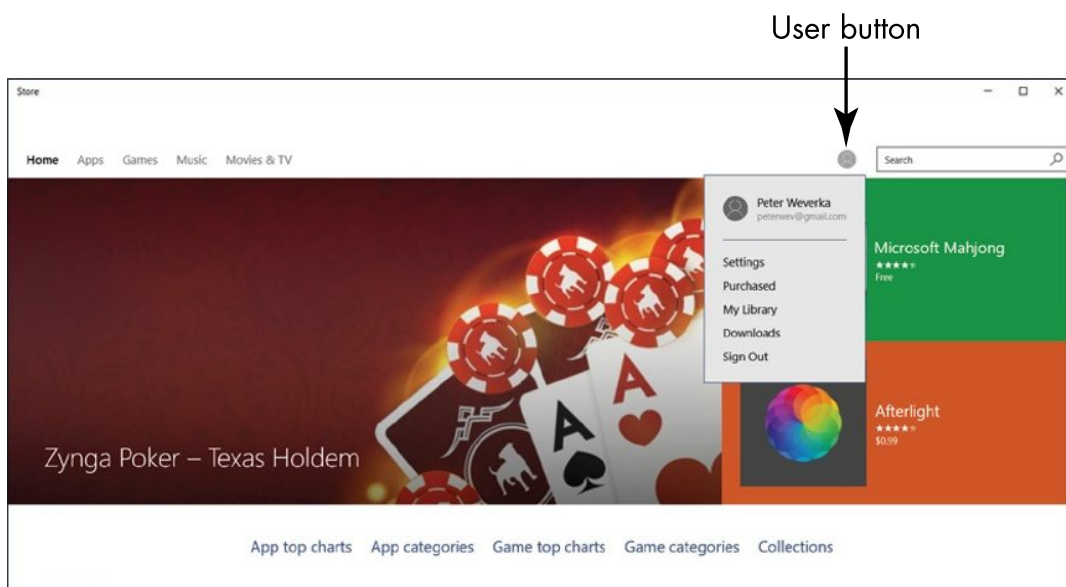 User button
Store
Home Apps Games Music Movies & TV
Search
Peter Weverka
peterwev@gmail.com
Settings
Purchased
My Library
Downloads
Sign Out
Microsoft Mahjong
Free
Zynga Poker – Texas Holdem
A
A
Afterlight
$0.99
App top charts App categories Game top charts Game categories Collections